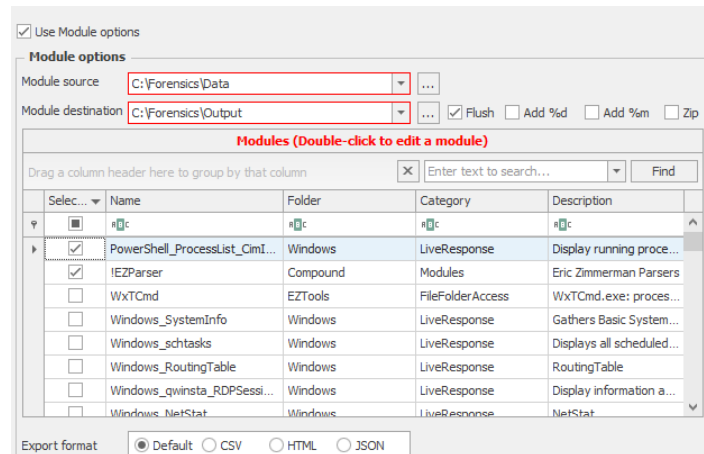 Use Module options
Module options
Module source C:\Forensics\Data ...
Module destination C:\Forensics\Output ... Flush Add %d Add %m Zip
Modules (Double-click to edit a module)
Drag a column header here to group by that column Enter text to search... Find
Selec... Name Folder Category Description
PowerShell_ProcessList_CimI... Windows LiveResponse Display running proce...
!EZParser Compound Modules Eric Zimmerman Parsers
WxTCmd EZTools FileFolderAccess WxTCmd.exe: proces...
Windows_SystemInfo Windows LiveResponse Gathers Basic System...
Windows_schtasks Windows LiveResponse Displays all scheduled...
Windows_RoutingTable Windows LiveResponse RoutingTable
Windows_qwinsta_RDPSessi... Windows LiveResponse Display information a...
Windows_NetStat Windows LiveResponse NetStat
Export format Default CSV HTML JSON